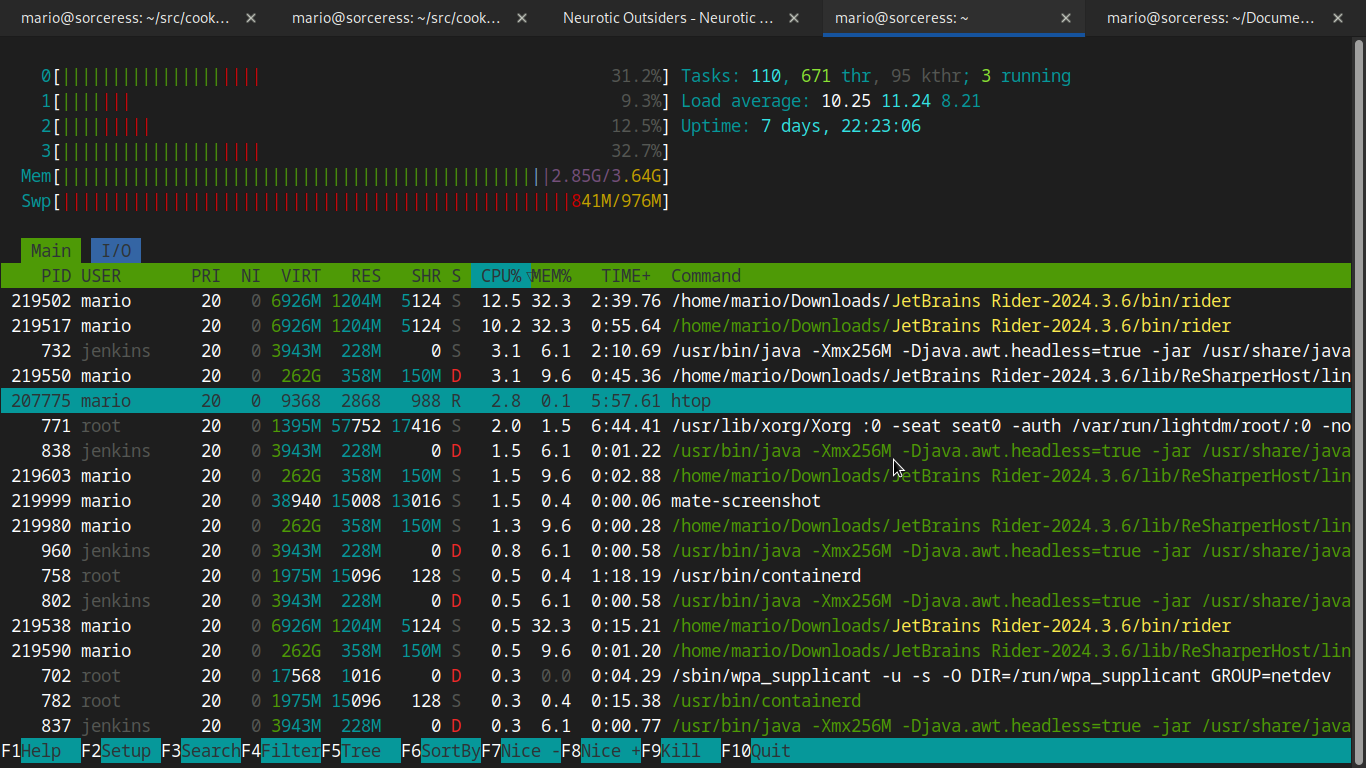 mario@sorceress: ~/src/cook… × mario@sorceress: ~/src/cook… × Neurotic Outsiders - Neurotic … × mario@sorceress: ~ × mario@sorceress: ~/Docume… ×
0[||||||||||||||||||||31.2%] Tasks: 110, 671 thr, 95 kthr; 3 running
1[|||||||9.3%] Load average: 10.25 11.24 8.21
2[|||||||||12.5%] Uptime: 7 days, 22:23:06
3[||||||||||||||||||||32.7%]
Mem[|||||||||||||||||||||||||||||||||||||||||||||||||2.85G/3.64G]
Swp[|||||||||||||||||||||||||||||||||||||||||||||||||||841M/976M]
Main I/O
PID USER PRI NI VIRT RES SHR S CPU%▽MEM% TIME+ Command
219502 mario 20 0 6926M 1204M 5124 S 12.5 32.3 2:39.76 /home/mario/Downloads/JetBrains Rider-2024.3.6/bin/rider
219517 mario 20 0 6926M 1204M 5124 S 10.2 32.3 0:55.64 /home/mario/Downloads/JetBrains Rider-2024.3.6/bin/rider
732 jenkins 20 0 3943M 228M 0 S 3.1 6.1 2:10.69 /usr/bin/java -Xmx256M -Djava.awt.headless=true -jar /usr/share/java
219550 mario 20 0 262G 358M 150M D 3.1 9.6 0:45.36 /home/mario/Downloads/JetBrains Rider-2024.3.6/lib/ReSharperHost/lin
207775 mario 20 0 9368 2868 988 R 2.8 0.1 5:57.61 htop
771 root 20 0 1395M 57752 17416 S 2.0 1.5 6:44.41 /usr/lib/xorg/Xorg :0 -seat seat0 -auth /var/run/lightdm/root/:0 -no
838 jenkins 20 0 3943M 228M 0 D 1.5 6.1 0:01.22 /usr/bin/java -Xmx256M -Djava.awt.headless=true -jar /usr/share/java
219603 mario 20 0 262G 358M 150M S 1.5 9.6 0:02.88 /home/mario/Downloads/JetBrains Rider-2024.3.6/lib/ReSharperHost/lin
219999 mario 20 0 38940 15008 13016 S 1.5 0.4 0:00.06 mate-screenshot
219980 mario 20 0 262G 358M 150M S 1.3 9.6 0:00.28 /home/mario/Downloads/JetBrains Rider-2024.3.6/lib/ReSharperHost/lin
960 jenkins 20 0 3943M 228M 0 D 0.8 6.1 0:00.58 /usr/bin/java -Xmx256M -Djava.awt.headless=true -jar /usr/share/java
758 root 20 0 1975M 15096 128 S 0.5 0.4 1:18.19 /usr/bin/containerd
802 jenkins 20 0 3943M 228M 0 D 0.5 6.1 0:00.58 /usr/bin/java -Xmx256M -Djava.awt.headless=true -jar /usr/share/java
219538 mario 20 0 6926M 1204M 5124 S 0.5 32.3 0:15.21 /home/mario/Downloads/JetBrains Rider-2024.3.6/bin/rider
219590 mario 20 0 262G 358M 150M S 0.5 9.6 0:01.20 /home/mario/Downloads/JetBrains Rider-2024.3.6/lib/ReSharperHost/lin
702 root 20 0 17568 1016 0 D 0.3 0.0 0:04.29 /sbin/wpa_supplicant -u -s -O DIR=/run/wpa_supplicant GROUP=netdev
782 root 20 0 1975M 15096 128 S 0.3 0.4 0:15.38 /usr/bin/containerd
837 jenkins 20 0 3943M 228M 0 D 0.3 6.1 0:00.77 /usr/bin/java -Xmx256M -Djava.awt.headless=true -jar /usr/share/java
F1Help F2Setup F3SearchF4FilterF5Tree F6SortByF7Nice -F8Nice +F9Kill F10Quit